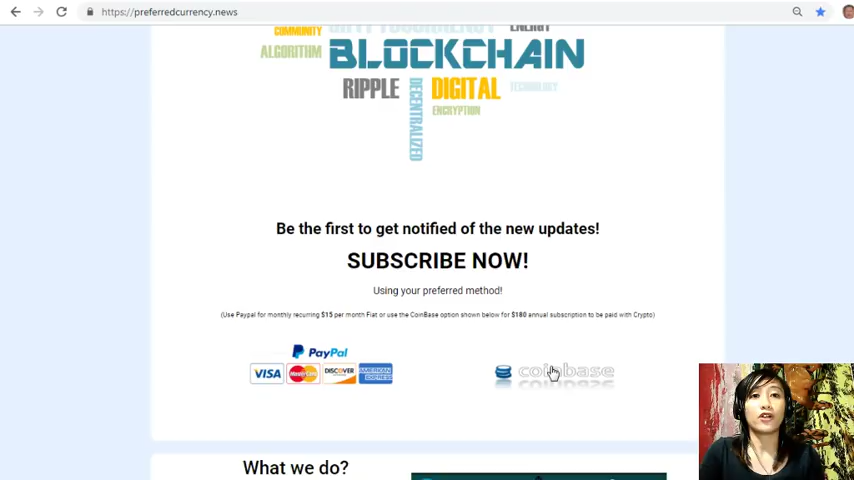 https://preferredcurrency.news
COMMUNITY
CRYPTOCURRENCY
ENERGY
ALGORITHM
BLOCKCHAIN
RIPPLE
DIGITAL
TECHNOLOGY
DECENTRALIZED
ENCRYPTION
Be the first to get notified of the new updates!
SUBSCRIBE NOW!
Using your preferred method!
(Use Paypal for monthly recurring $15 per month Fiat or use the CoinBase option shown below for $180 annual subscription to be paid with Crypto)
PayPal
VISA MasterCard DISCOVER AMERICAN EXPRESS
coinbase
What we do?